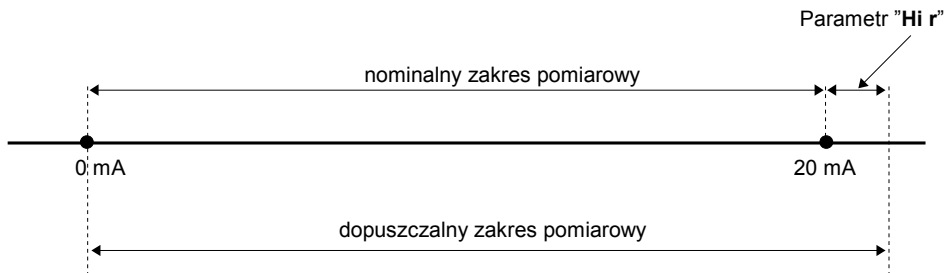 Parametr ”Hi r”
nominalny zakres pomiarowy
0 mA
20 mA
dopuszczalny zakres pomiarowy